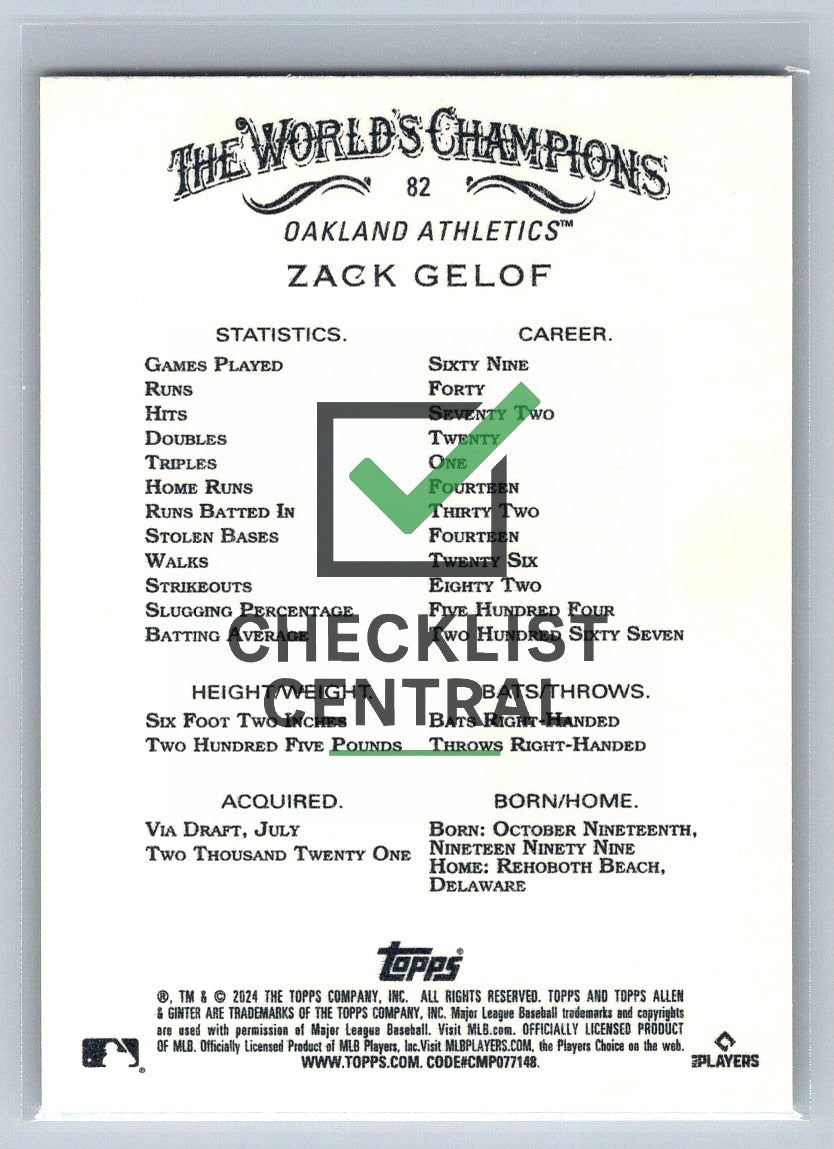 THE WORLD'S CHAMPIONS
82
OAKLAND ATHLETICS™
ZACK GELOF
STATISTICS. CAREER.
GAMES PLAYED SIXTY NINE
RUNS FORTY
HITS SEVENTY TWO
DOUBLES TWENTY
TRIPLES ONE
HOME RUNS FOURTEEN
RUNS BATTED IN THIRTY TWO
STOLEN BASES FOURTEEN
WALKS TWENTY SIX
STRIKEOUTS EIGHTY TWO
SLUGGING PERCENTAGE FIVE HUNDRED FOUR
BATTING AVERAGE TWO HUNDRED SIXTY SEVEN
CHECKLIST
CENTRAL
HEIGHT/WEIGHT. BATS/THROWS.
SIX FOOT TWO INCHES BATS RIGHT-HANDED
TWO HUNDRED FIVE POUNDS THROWS RIGHT-HANDED
ACQUIRED. BORN/HOME.
VIA DRAFT, JULY BORN: OCTOBER NINETEENTH,
TWO THOUSAND TWENTY ONE NINETEEN NINETY NINE
HOME: REHOBOTH BEACH,
DELAWARE
Topps®
®, TM & © 2024 THE TOPPS COMPANY, INC. ALL RIGHTS RESERVED. TOPPS AND TOPPS ALLEN
& GINTER ARE TRADEMARKS OF THE TOPPS COMPANY, INC. Major League Baseball trademarks and copyrights
are used with permission of Major League Baseball. Visit MLB.com. OFFICIALLY LICENSED PRODUCT
OF MLB. Officially Licensed Product of MLB Players, Inc.Visit MLBPLAYERS.COM, the Players Choice on the web.
WWW.TOPPS.COM. CODE#CMP077148.
MLB PLAYERS